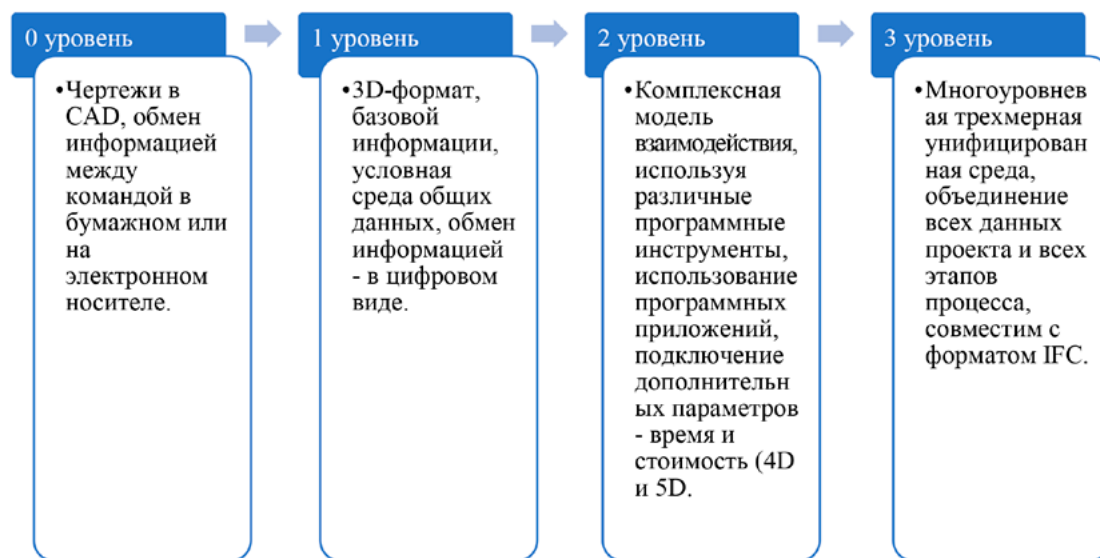 0 уровень
•Чертежи в
CAD, обмен
информацией
между
командой в
бумажном или
на
электронном
носителе.
1 уровень
•3D-формат,
базовой
информации,
условная
среда общих
данных, обмен
информацией
- в цифровом
виде.
2 уровень
•Комплексная
модель
взаимодействия,
используя
различные
программные
инструменты,
использование
программных
приложений,
подключение
дополнительн
ых параметров
- время и
стоимость (4D
и 5D.
3 уровень
•Многоуровнев
ая трехмерная
унифицирован
ная среда,
объединение
всех данных
проекта и всех
этапов
процесса,
совместим с
форматом IFC.